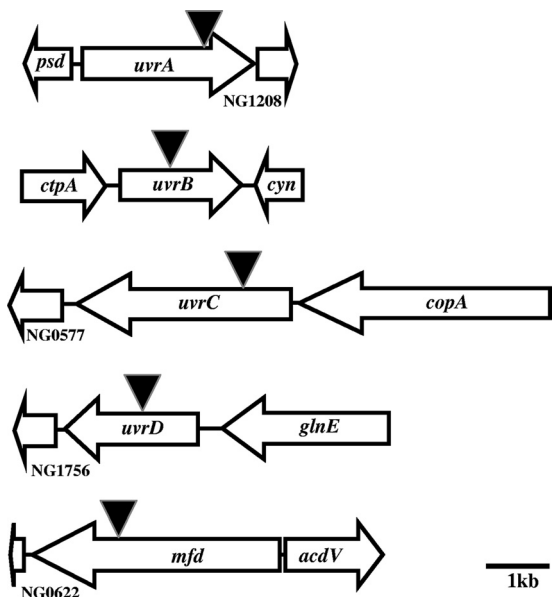 psd uvrA
NG1208
ctpA uvrB cyn
uvrC copA
NG0577
uvrD glnE
NG1756
mfd acdV
NG0622
1kb